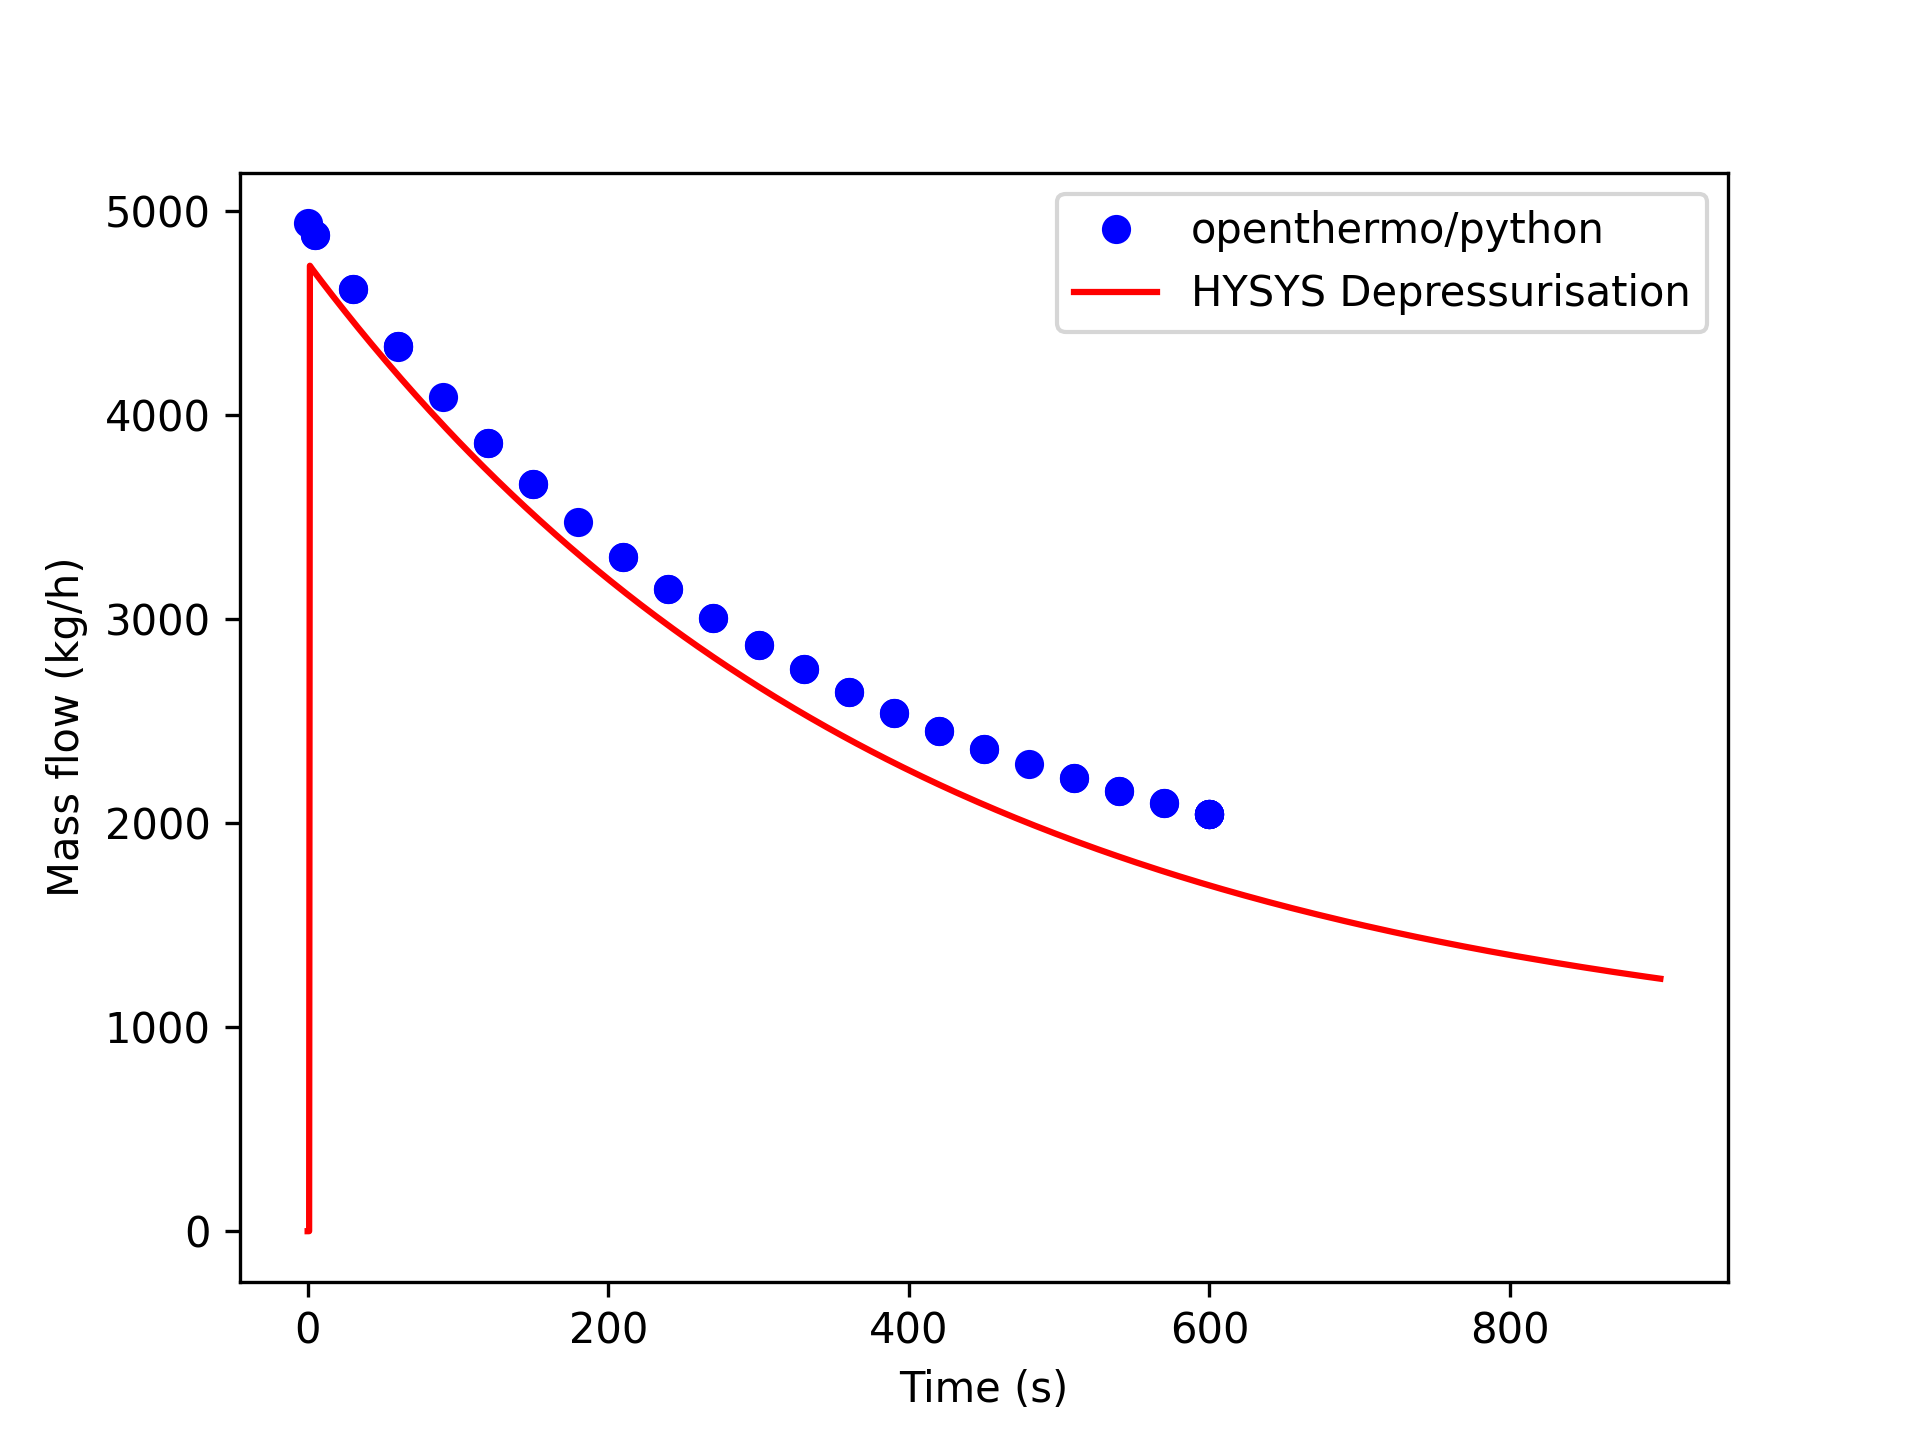 openthermo/python
HYSYS Depressurisation
5000
4000
3000
2000
1000
0
Mass flow (kg/h)
0 200 400 600 800
Time (s)